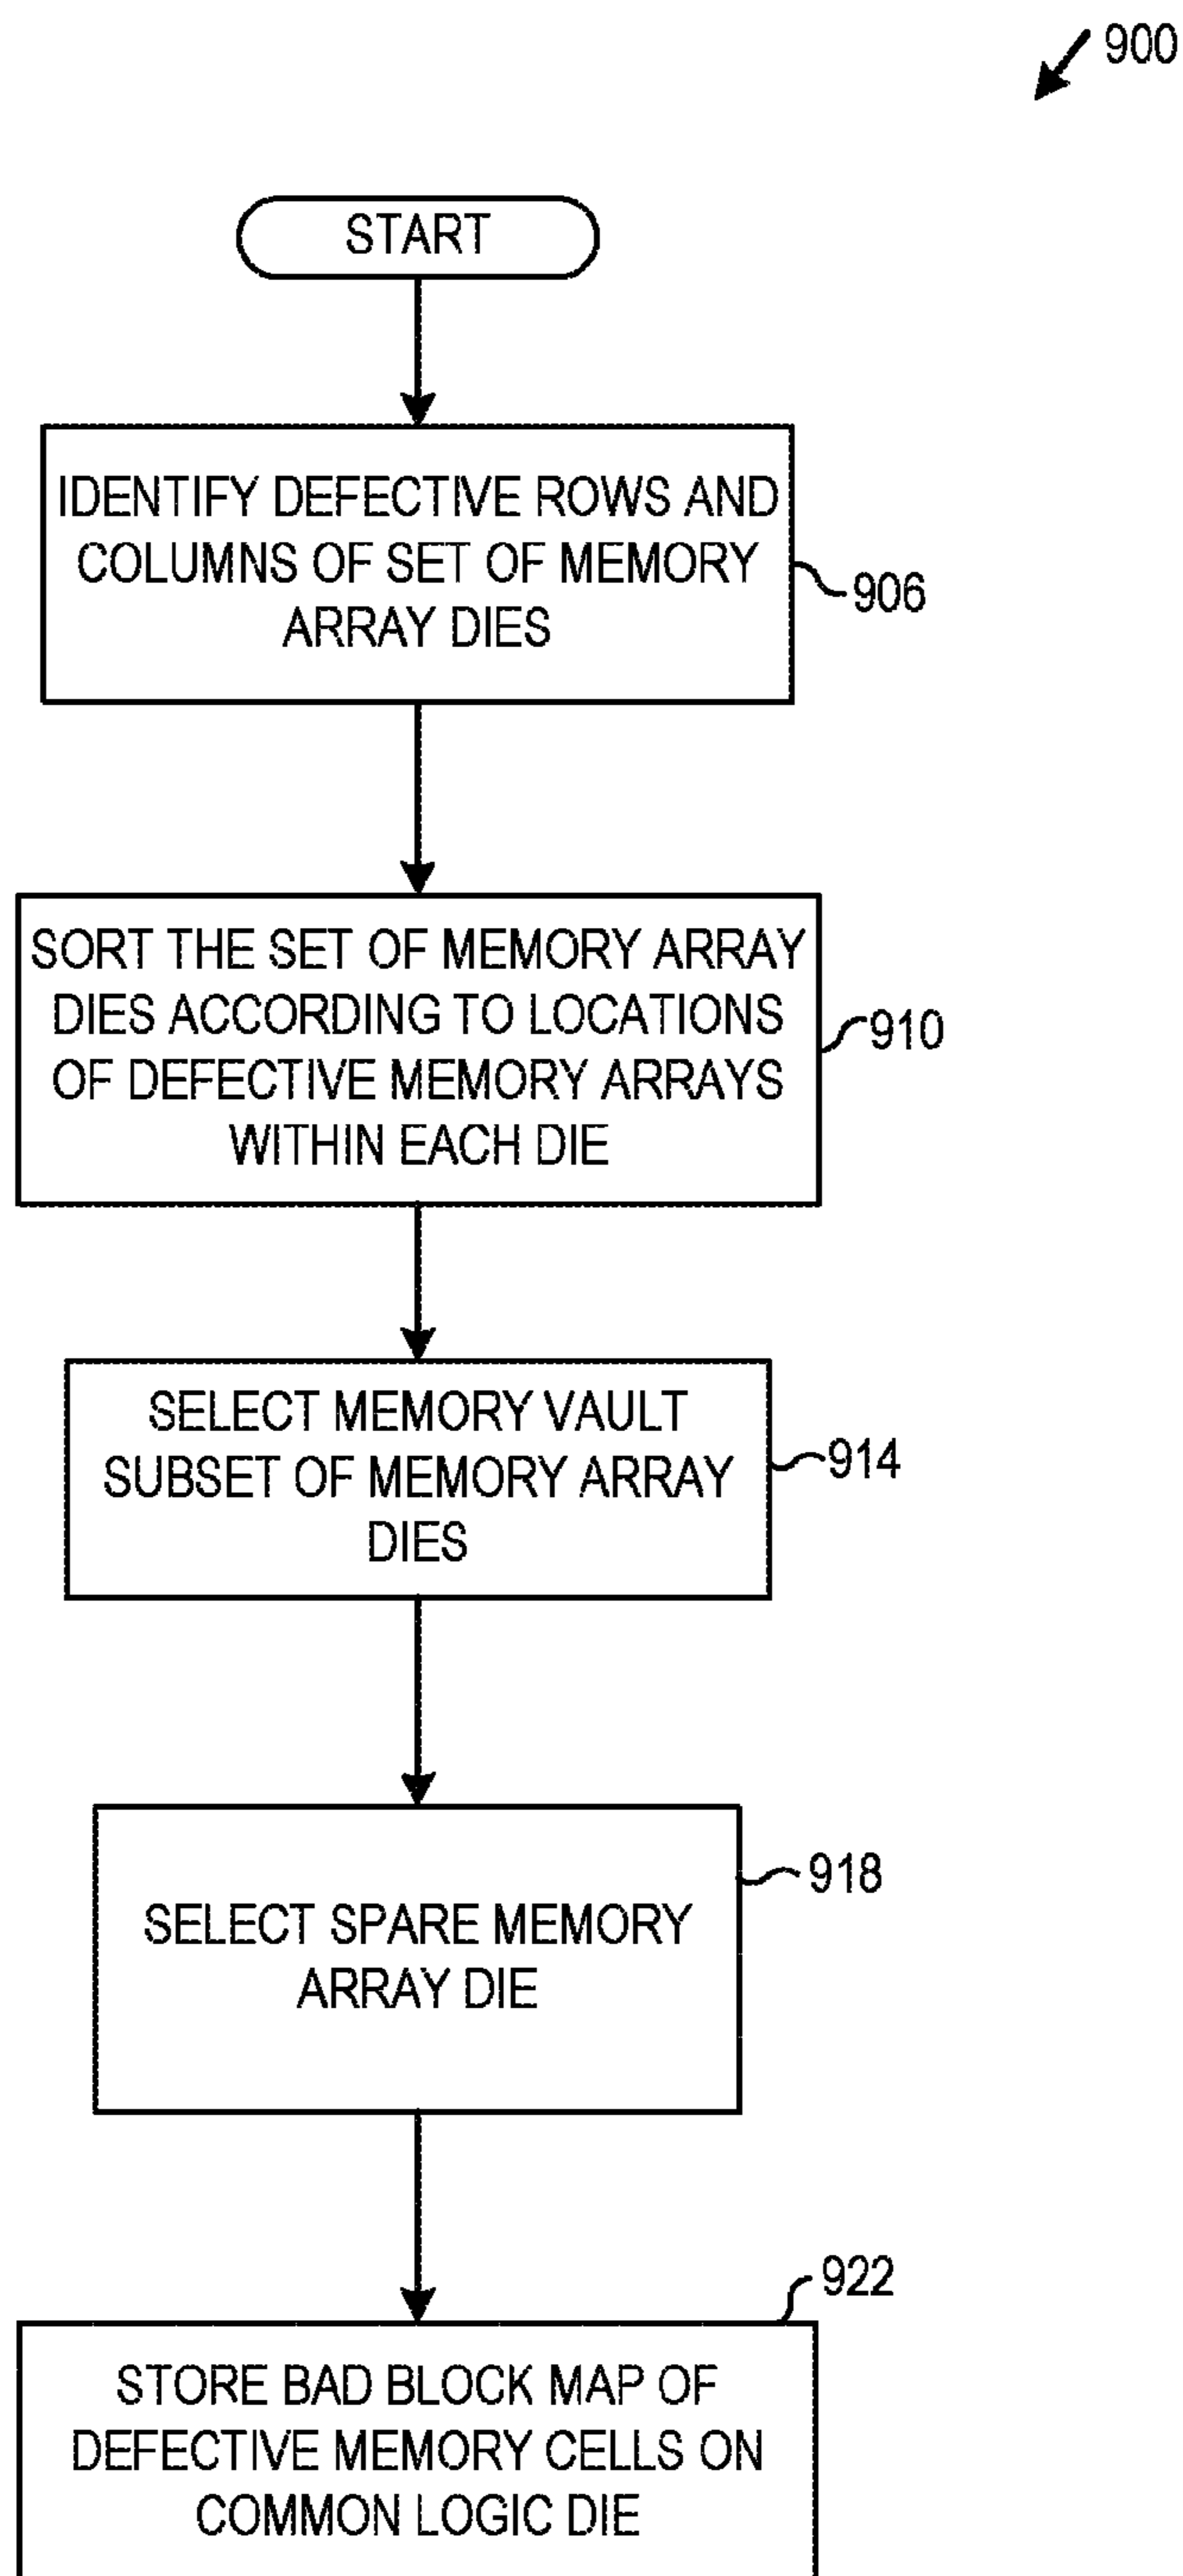 900
START
IDENTIFY DEFECTIVE ROWS AND
COLUMNS OF SET OF MEMORY
ARRAY DIES
906
SORT THE SET OF MEMORY ARRAY
DIES ACCORDING TO LOCATIONS
OF DEFECTIVE MEMORY ARRAYS
WITHIN EACH DIE
910
SELECT MEMORY VAULT
SUBSET OF MEMORY ARRAY
DIES
914
SELECT SPARE MEMORY
ARRAY DIE
918
922
STORE BAD BLOCK MAP OF
DEFECTIVE MEMORY CELLS ON
COMMON LOGIC DIE